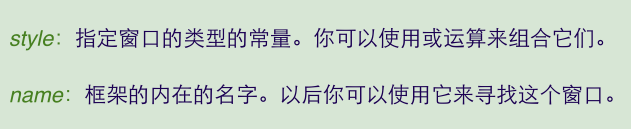 style：指定窗口的类型的常量。你可以使用或运算来组合它们。
name：框架的内在的名字。以后你可以使用它来寻找这个窗口。